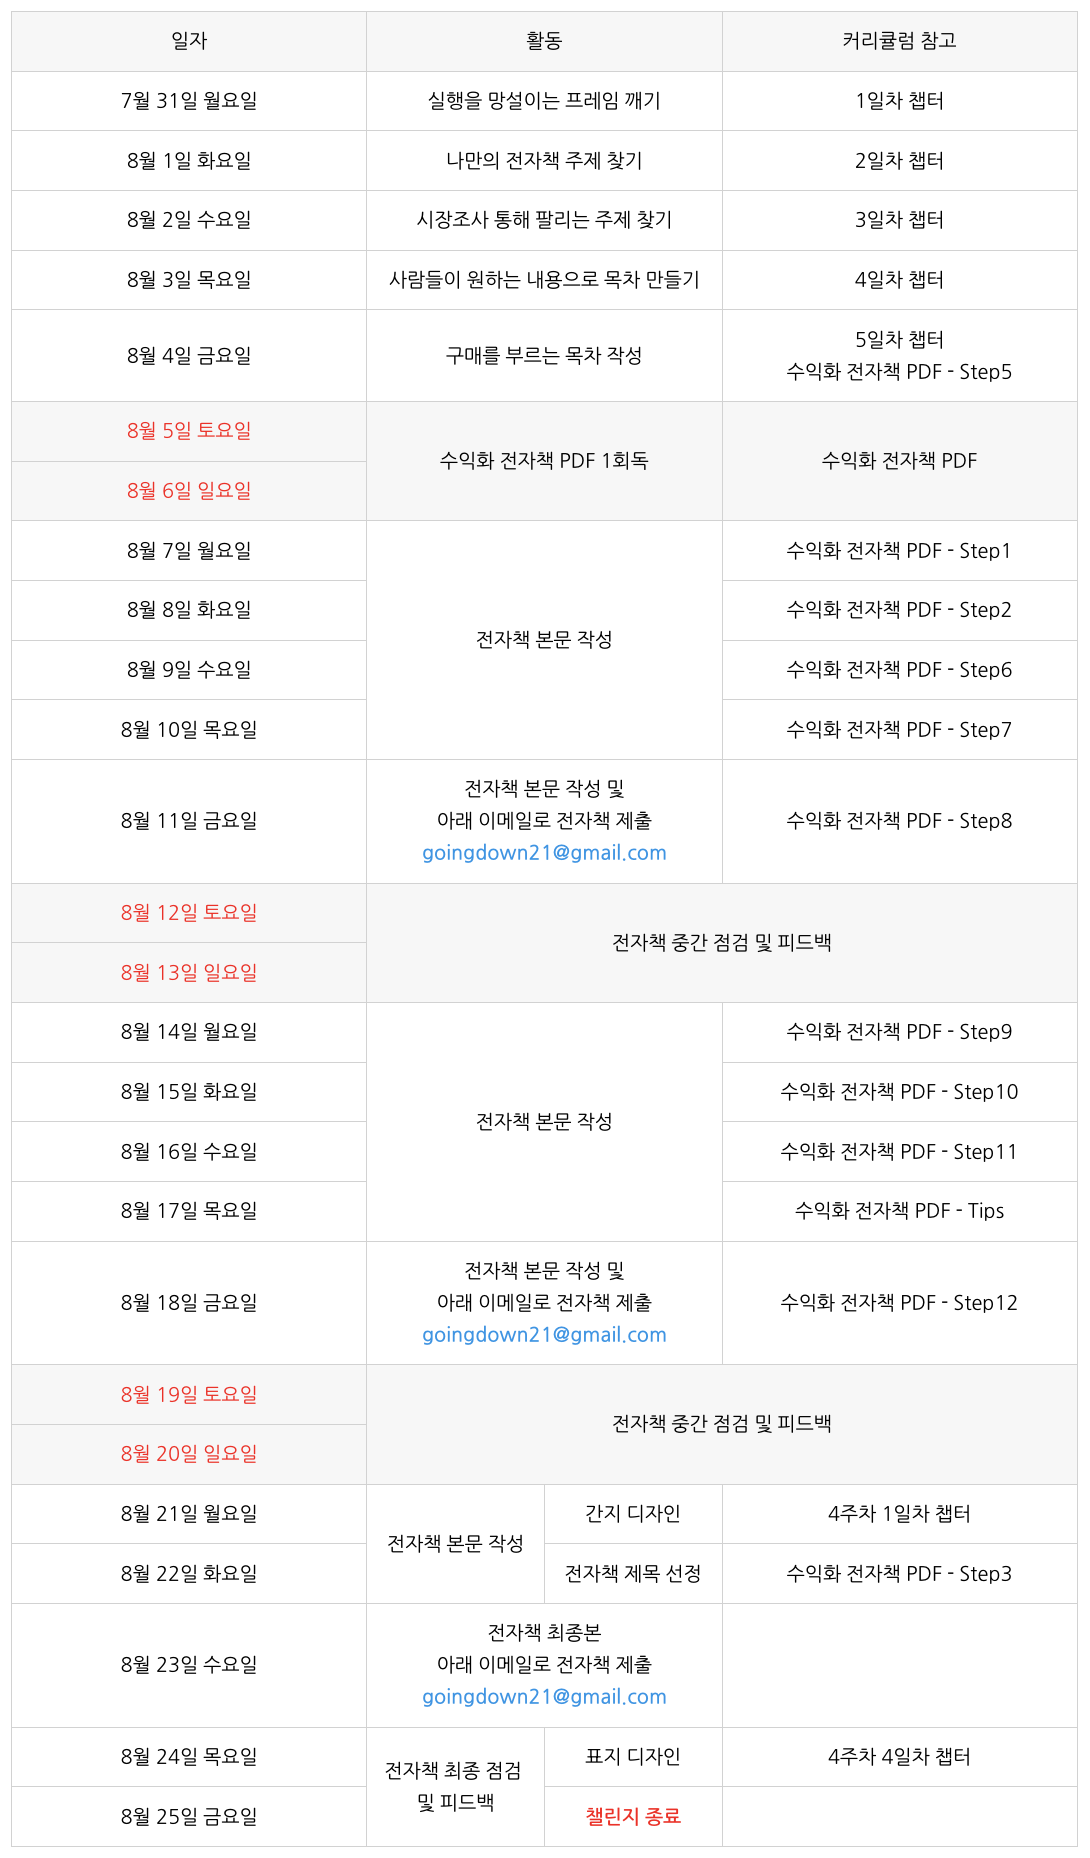 일자 활동 커리큘럼 참고
7월 31일 월요일 실행을 망설이는 프레임 깨기 1일차 챕터
8월 1일 화요일 나만의 전자책 주제 찾기 2일차 챕터
8월 2일 수요일 시장조사 통해 팔리는 주제 찾기 3일차 챕터
8월 3일 목요일 사람들이 원하는 내용으로 목차 만들기 4일차 챕터
8월 4일 금요일 구매를 부르는 목차 작성 5일차 챕터
수익화 전자책 PDF - Step5
8월 5일 토요일
수익화 전자책 PDF 1회독 수익화 전자책 PDF
8월 6일 일요일
8월 7일 월요일 수익화 전자책 PDF - Step1
8월 8일 화요일 수익화 전자책 PDF - Step2
전자책 본문 작성
8월 9일 수요일 수익화 전자책 PDF - Step6
8월 10일 목요일 수익화 전자책 PDF - Step7
전자책 본문 작성 및
8월 11일 금요일 아래 이메일로 전자책 제출 수익화 전자책 PDF - Step8
goingdown21@gmail.com
8월 12일 토요일
전자책 중간 점검 및 피드백
8월 13일 일요일
8월 14일 월요일 수익화 전자책 PDF - Step9
8월 15일 화요일 수익화 전자책 PDF - Step10
전자책 본문 작성
8월 16일 수요일 수익화 전자책 PDF - Step11
8월 17일 목요일 수익화 전자책 PDF - Tips
전자책 본문 작성 및
8월 18일 금요일 아래 이메일로 전자책 제출 수익화 전자책 PDF - Step12
goingdown21@gmail.com
8월 19일 토요일
전자책 중간 점검 및 피드백
8월 20일 일요일
8월 21일 월요일 간지 디자인 4주차 1일차 챕터
전자책 본문 작성
8월 22일 화요일 전자책 제목 선정 수익화 전자책 PDF - Step3
전자책 최종본
8월 23일 수요일 아래 이메일로 전자책 제출
goingdown21@gmail.com
8월 24일 목요일 표지 디자인 4주차 4일차 챕터
전자책 최종 점검
및 피드백
8월 25일 금요일 챌린지 종료